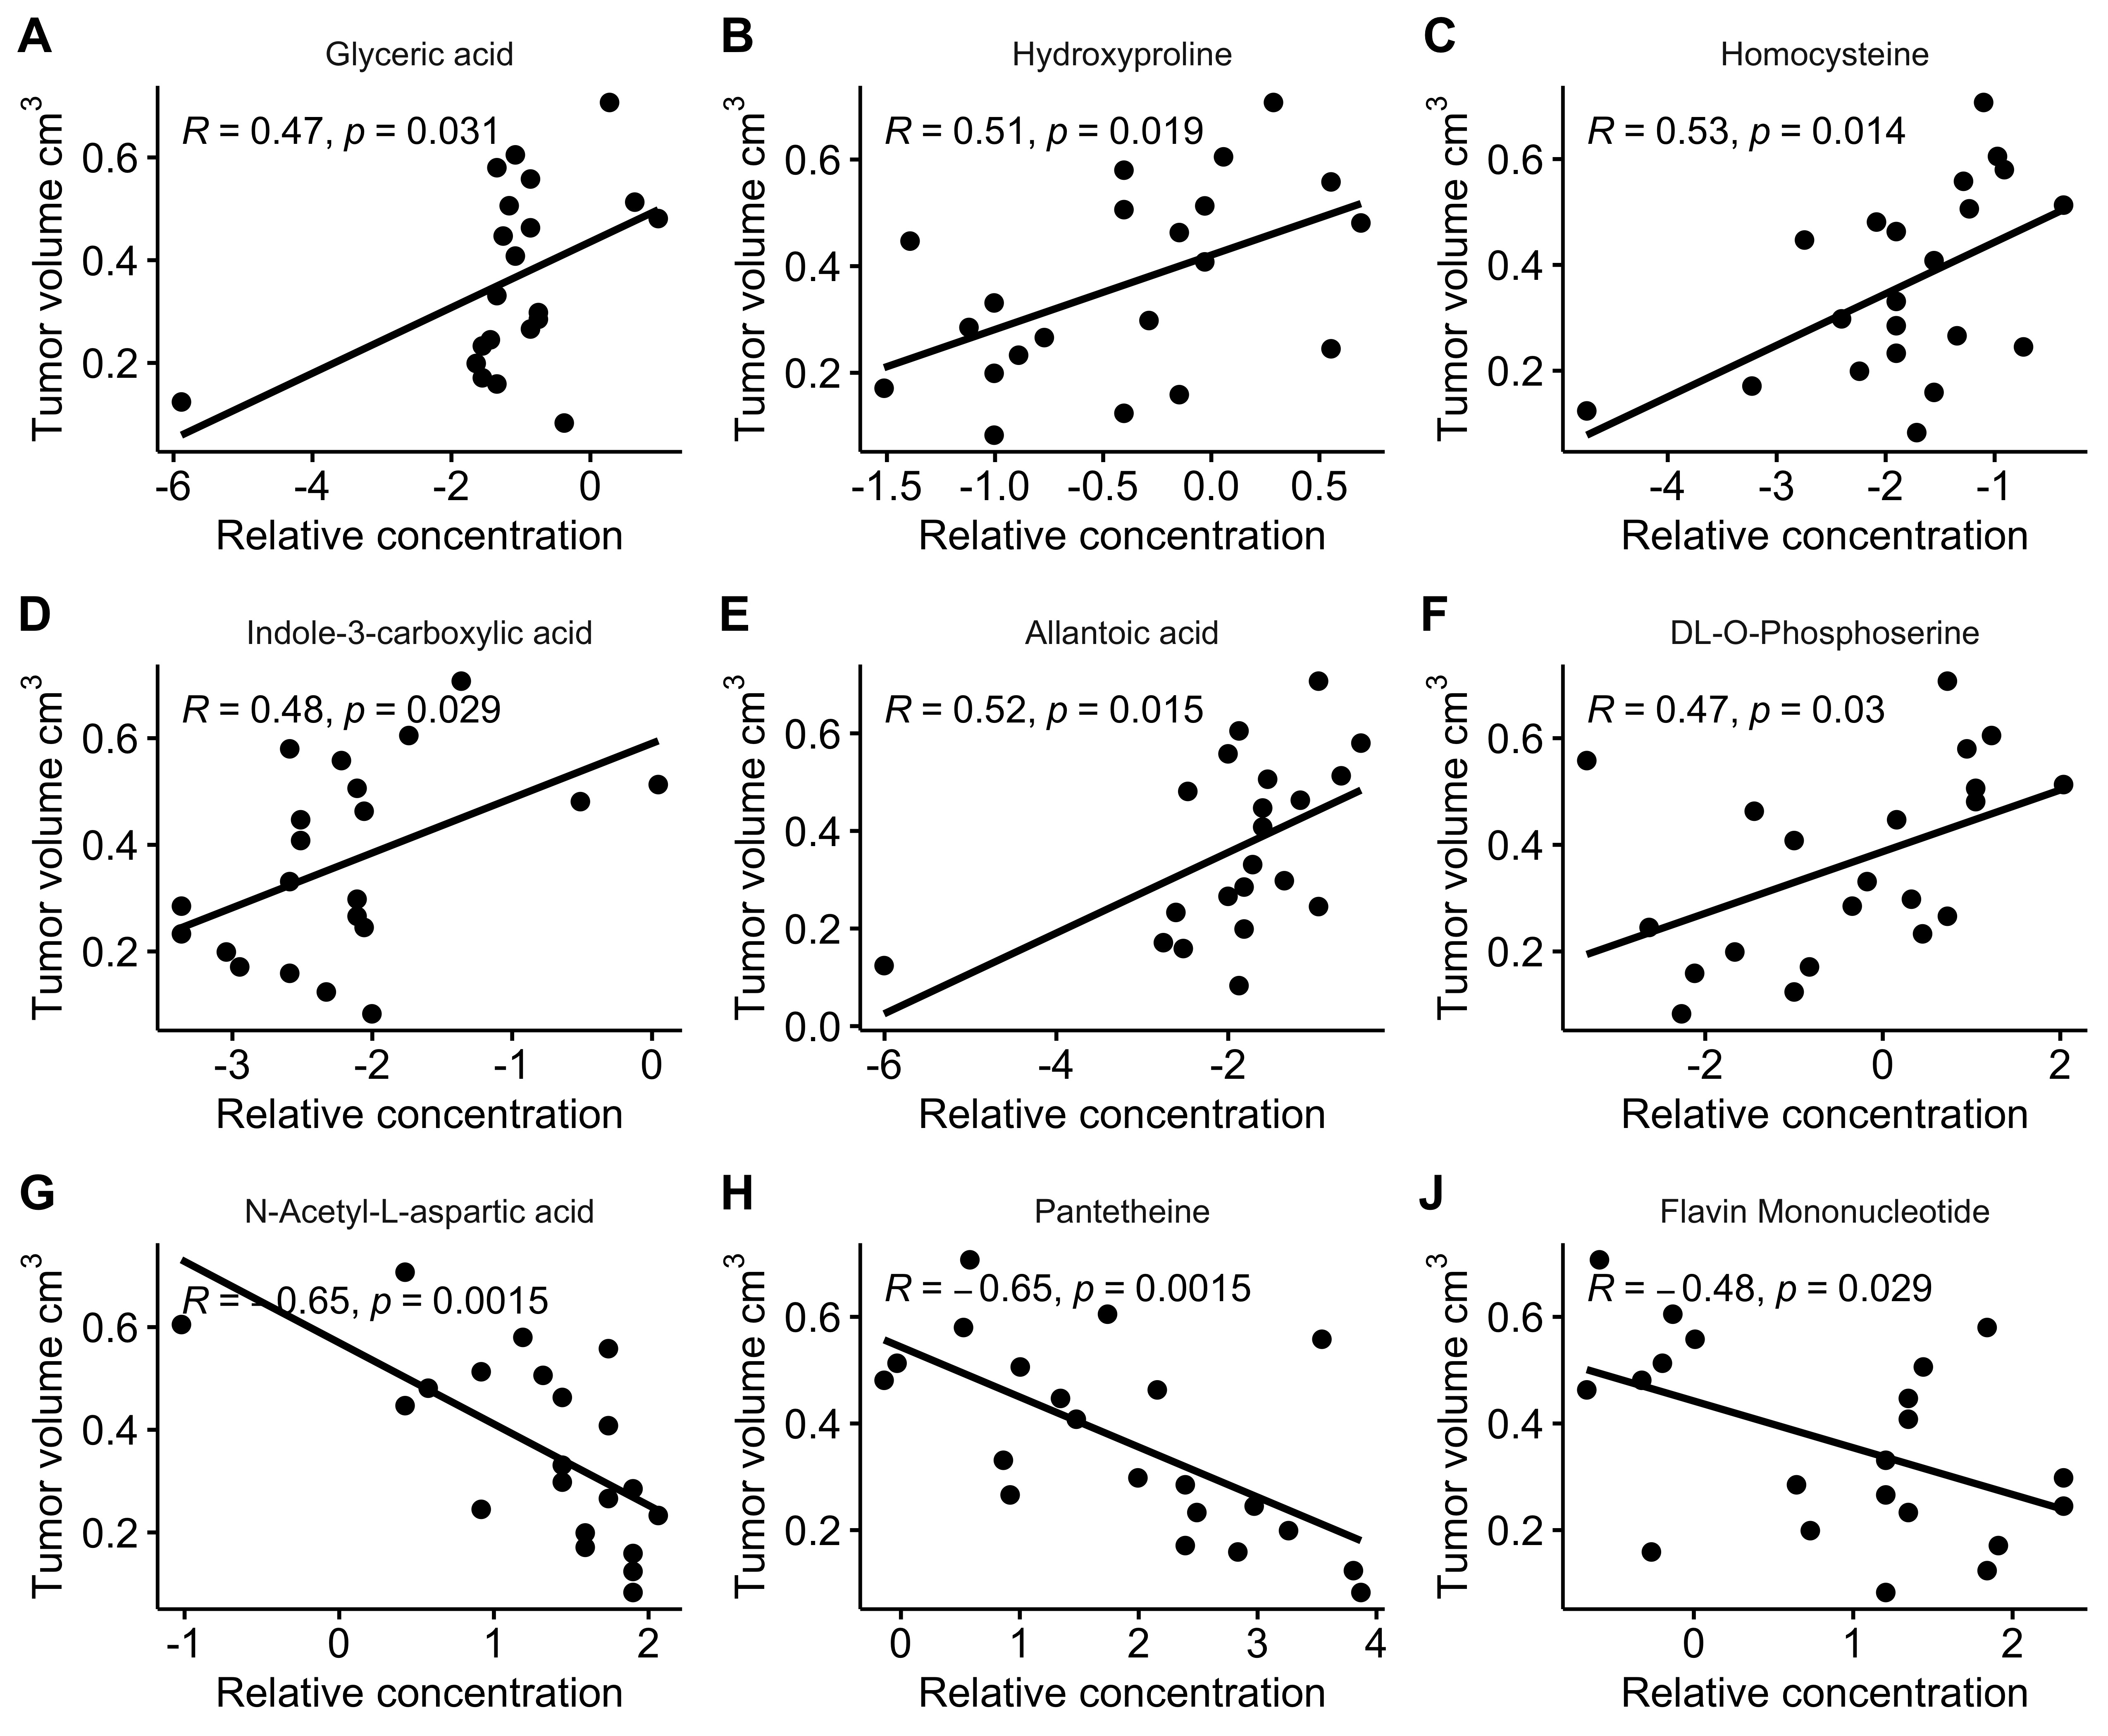 A
Glyceric acid
R = 0.47, p = 0.031
Tumor volume cm³
0.6
0.4
0.2
-6 -4 -2 0
Relative concentration
B
Hydroxyproline
R = 0.51, p = 0.019
Tumor volume cm³
0.6
0.4
0.2
-1.5 -1.0 -0.5 0.0 0.5
Relative concentration
C
Homocysteine
R = 0.53, p = 0.014
Tumor volume cm³
0.6
0.4
0.2
-4 -3 -2 -1
Relative concentration
D
Indole-3-carboxylic acid
R = 0.48, p = 0.029
Tumor volume cm³
0.6
0.4
0.2
-3 -2 -1 0
Relative concentration
E
Allantoic acid
R = 0.52, p = 0.015
Tumor volume cm³
0.6
0.4
0.2
0.0
-6 -4 -2
Relative concentration
F
DL-O-Phosphoserine
R = 0.47, p = 0.03
Tumor volume cm³
0.6
0.4
0.2
-2 0 2
Relative concentration
G
N-Acetyl-L-aspartic acid
R = −0.65, p = 0.0015
Tumor volume cm³
0.6
0.4
0.2
-1 0 1 2
Relative concentration
H
Pantetheine
R = −0.65, p = 0.0015
Tumor volume cm³
0.6
0.4
0.2
0 1 2 3 4
Relative concentration
J
Flavin Mononucleotide
R = −0.48, p = 0.029
Tumor volume cm³
0.6
0.4
0.2
0 1 2
Relative concentration